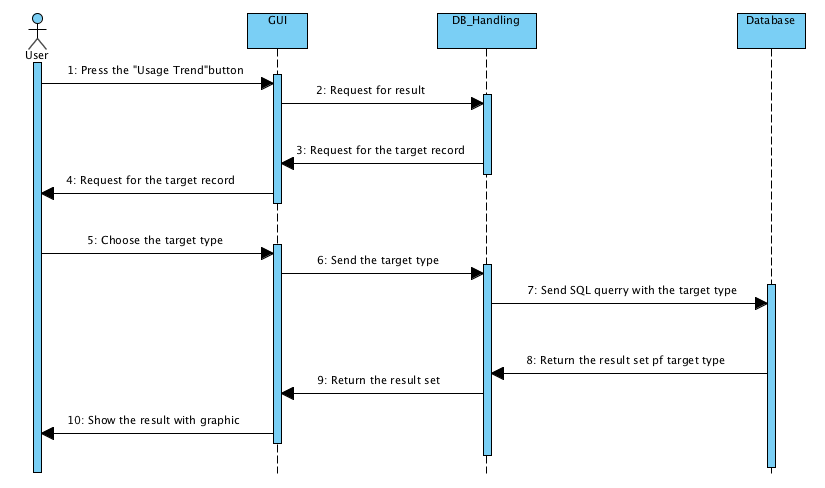 GUI
DB_Handling
Database
User
1: Press the "Usage Trend"button
2: Request for result
3: Request for the target record
4: Request for the target record
5: Choose the target type
6: Send the target type
7: Send SQL querry with the target type
8: Return the result set pf target type
9: Return the result set
10: Show the result with graphic